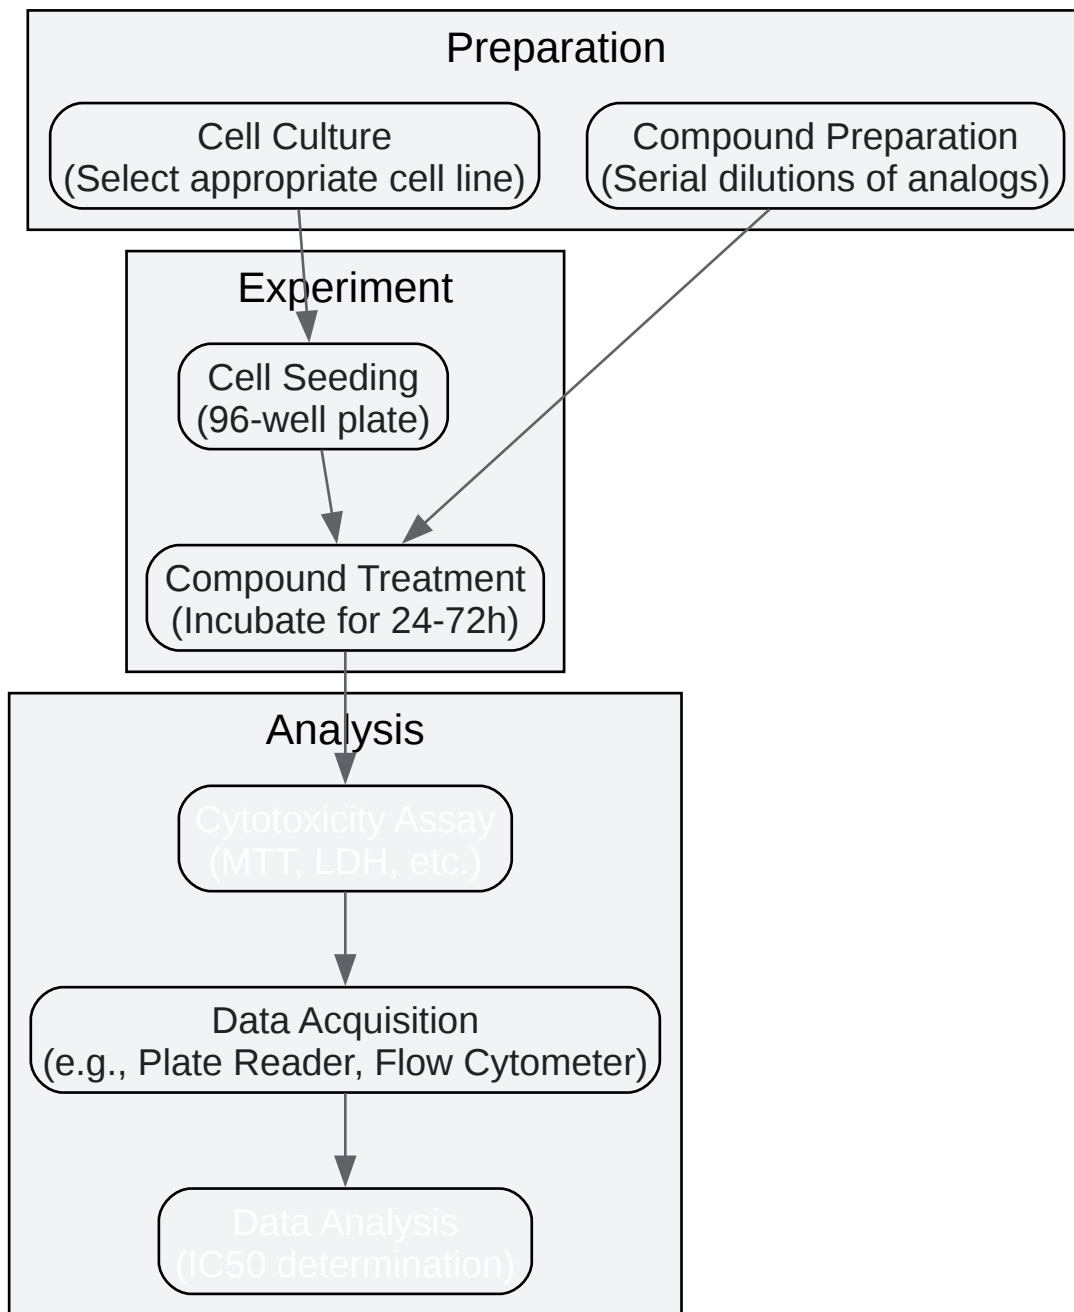 Preparation
Cell Culture
(Select appropriate cell line)
Compound Preparation
(Serial dilutions of analogs)
Experiment
Cell Seeding
(96-well plate)
Compound Treatment
(Incubate for 24-72h)
Analysis
Cytotoxicity Assay
(MTT, LDH, etc.)
Data Acquisition
(e.g., Plate Reader, Flow Cytometer)
Data Analysis
(IC50 determination)